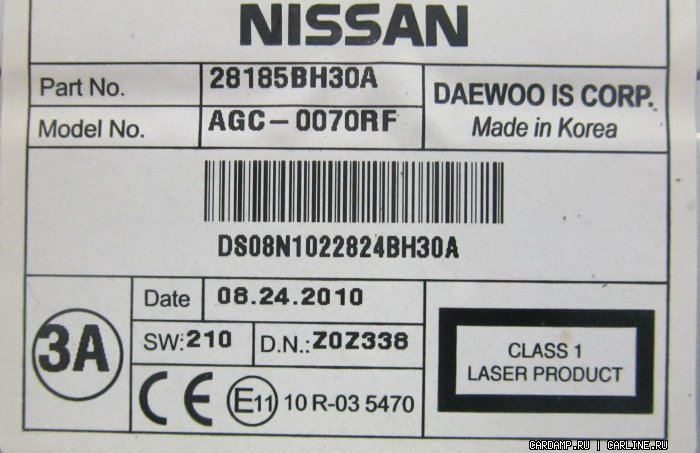 NISSAN
Part No. 28185BH30A
DAEWOO IS CORP.
Model No. AGC-0070RF
Made in Korea
DS08N1022824BH30A
3A
Date 08.24.2010
SW:210 D.N.:Z0Z338
CE E11 10 R-03 5470
CLASS 1
LASER PRODUCT
CARDAMP.RU | CARLINE.RU